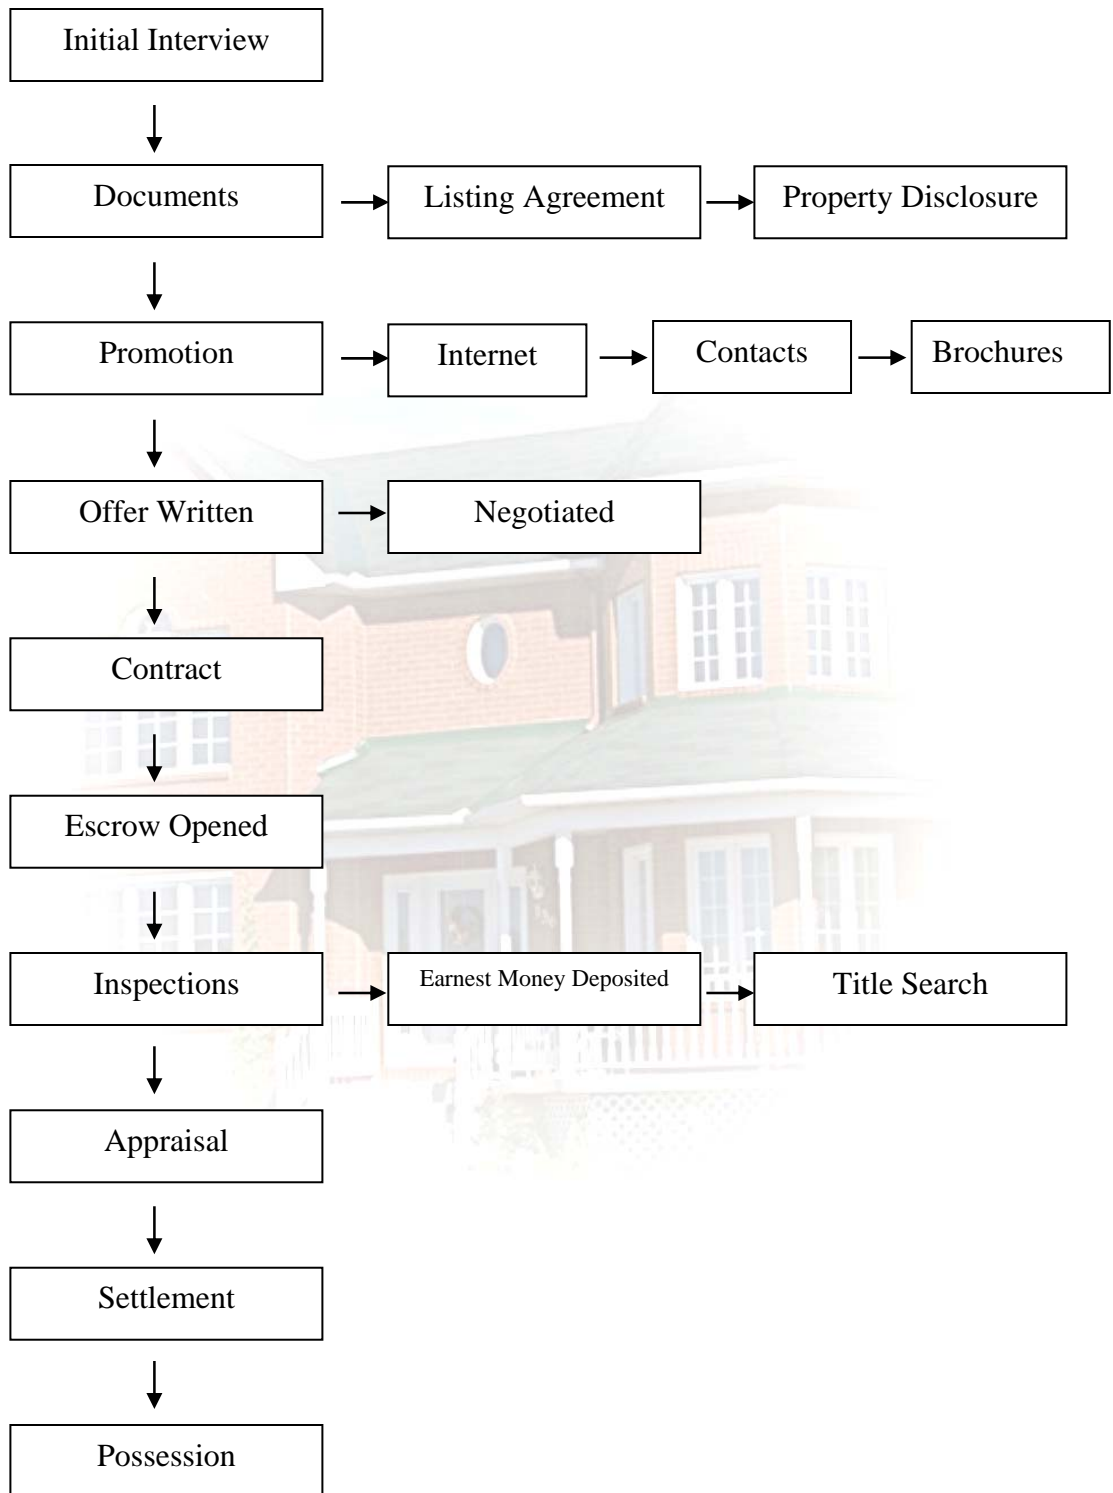 Initial Interview
Documents
Listing Agreement
Property Disclosure
Promotion
Internet
Contacts
Brochures
Offer Written
Negotiated
Contract
Escrow Opened
Inspections
Earnest Money Deposited
Title Search
Appraisal
Settlement
Possession